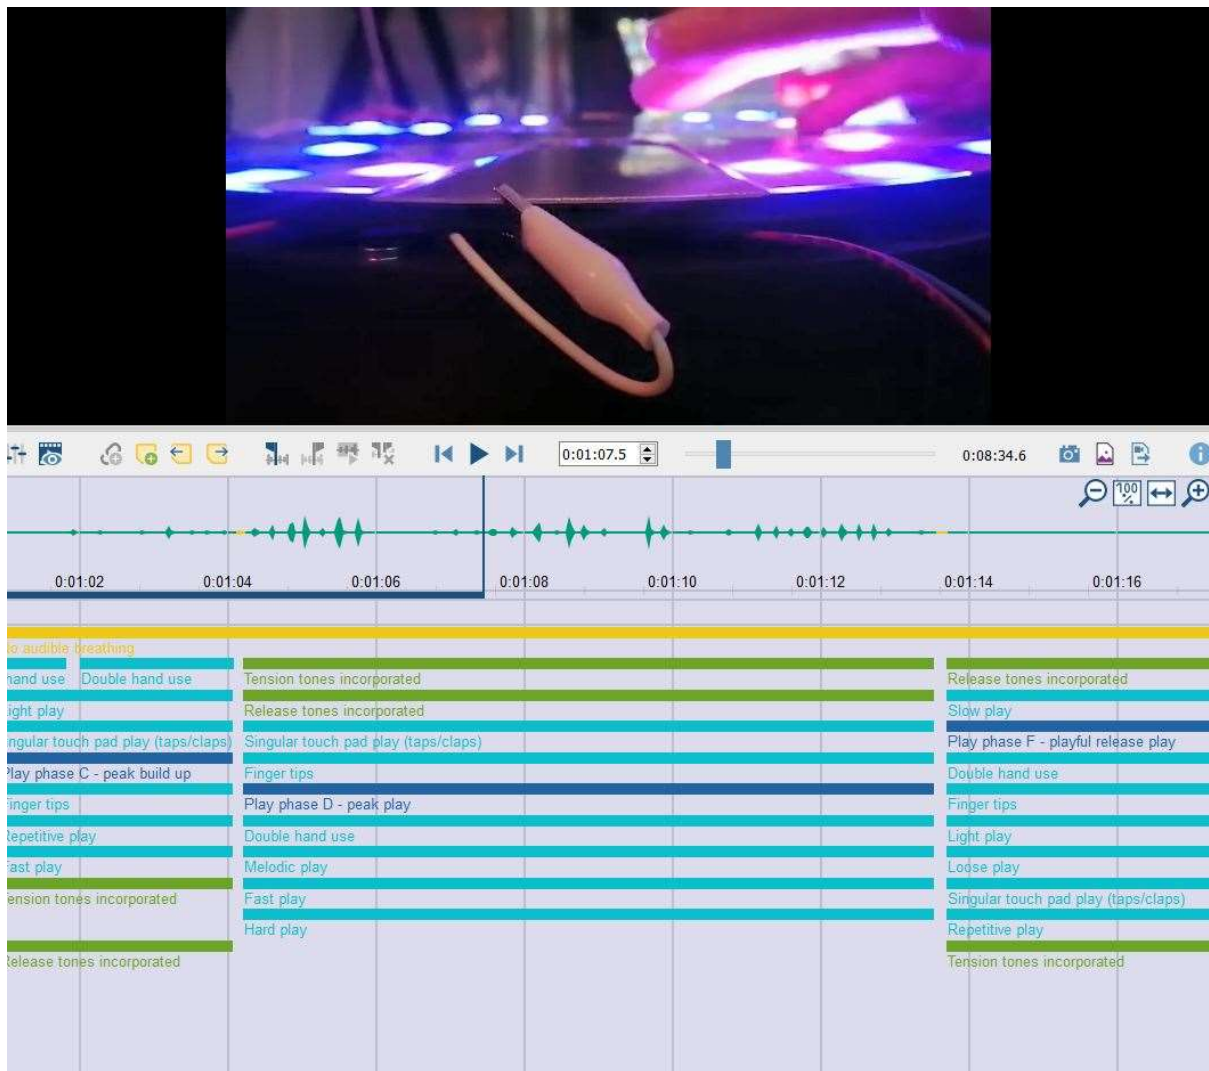 0:01:07.5
0:08:34.6
100
%
0:01:02 0:01:04 0:01:06 0:01:08 0:01:10 0:01:12 0:01:14 0:01:16
o audible breathing
hand use Double hand use Tension tones incorporated Release tones incorporated
ight play Release tones incorporated Slow play
ingular touch pad play (taps/claps) Singular touch pad play (taps/claps) Play phase F - playful release play
Play phase C - peak build up Finger tips Double hand use
Finger tips Play phase D - peak play Finger tips
Repetitive play Double hand use Light play
Fast play Melodic play Loose play
ension tones incorporated Fast play Singular touch pad play (taps/claps)
Hard play Repetitive play
Release tones incorporated Tension tones incorporated